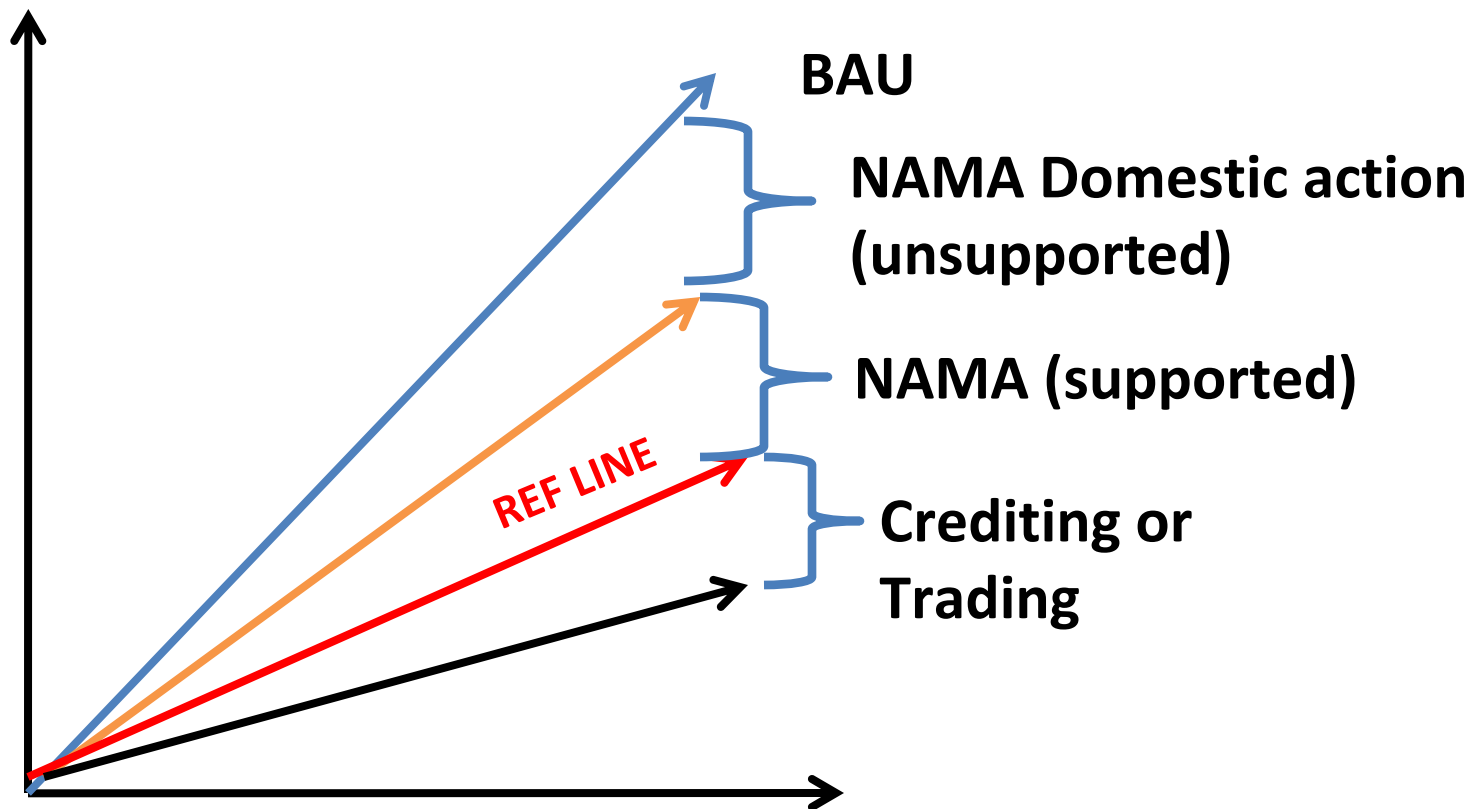 BAU
NAMA Domestic action
(unsupported)
NAMA (supported)
REF LINE
Crediting or
Trading